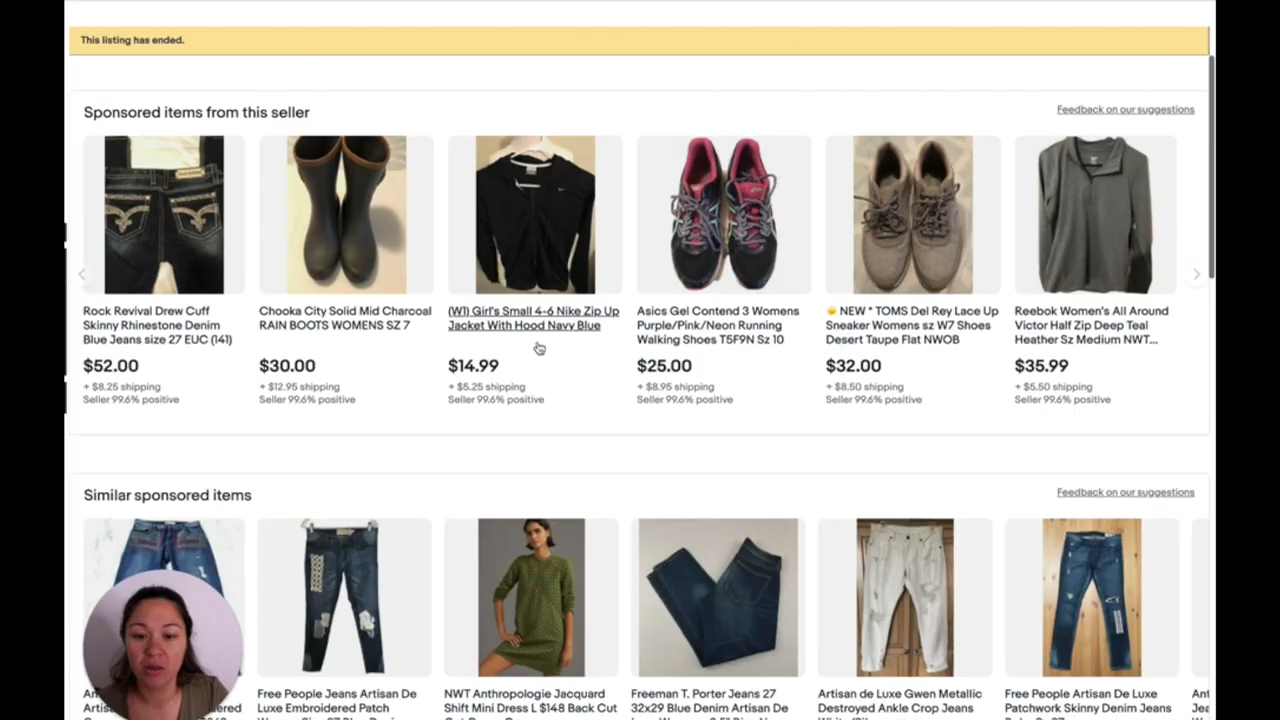 This listing has ended.
Sponsored items from this seller
Feedback on our suggestions
Rock Revival Drew Cuff
Skinny Rhinestone Denim
Blue Jeans size 27 EUC (141)
$52.00
+ $8.25 shipping
Seller 99.6% positive
Chooka City Solid Mid Charcoal
RAIN BOOTS WOMENS SZ 7
$30.00
+ $12.95 shipping
Seller 99.6% positive
(W1) Girl's Small 4-6 Nike Zip Up
Jacket With Hood Navy Blue
$14.99
+ $5.25 shipping
Seller 99.6% positive
Asics Gel Contend 3 Womens
Purple/Pink/Neon Running
Walking Shoes T5F9N Sz 10
$25.00
+ $8.95 shipping
Seller 99.6% positive
NEW * TOMS Del Rey Lace Up
Sneaker Womens sz W7 Shoes
Desert Taupe Flat NWOB
$32.00
+ $8.50 shipping
Seller 99.6% positive
Reebok Women's All Around
Victor Half Zip Deep Teal
Heather Sz Medium NWT...
$35.99
+ $5.50 shipping
Seller 99.6% positive
Similar sponsored items
Feedback on our suggestions
Free People Jeans Artisan De
Luxe Embroidered Patch
NWT Anthropologie Jacquard
Shift Mini Dress L $148 Back Cut
Freeman T. Porter Jeans 27
32x29 Blue Denim Artisan De
Artisan de Luxe Gwen Metallic
Destroyed Ankle Crop Jeans
Free People Artisan De Luxe
Patchwork Skinny Denim Jeans